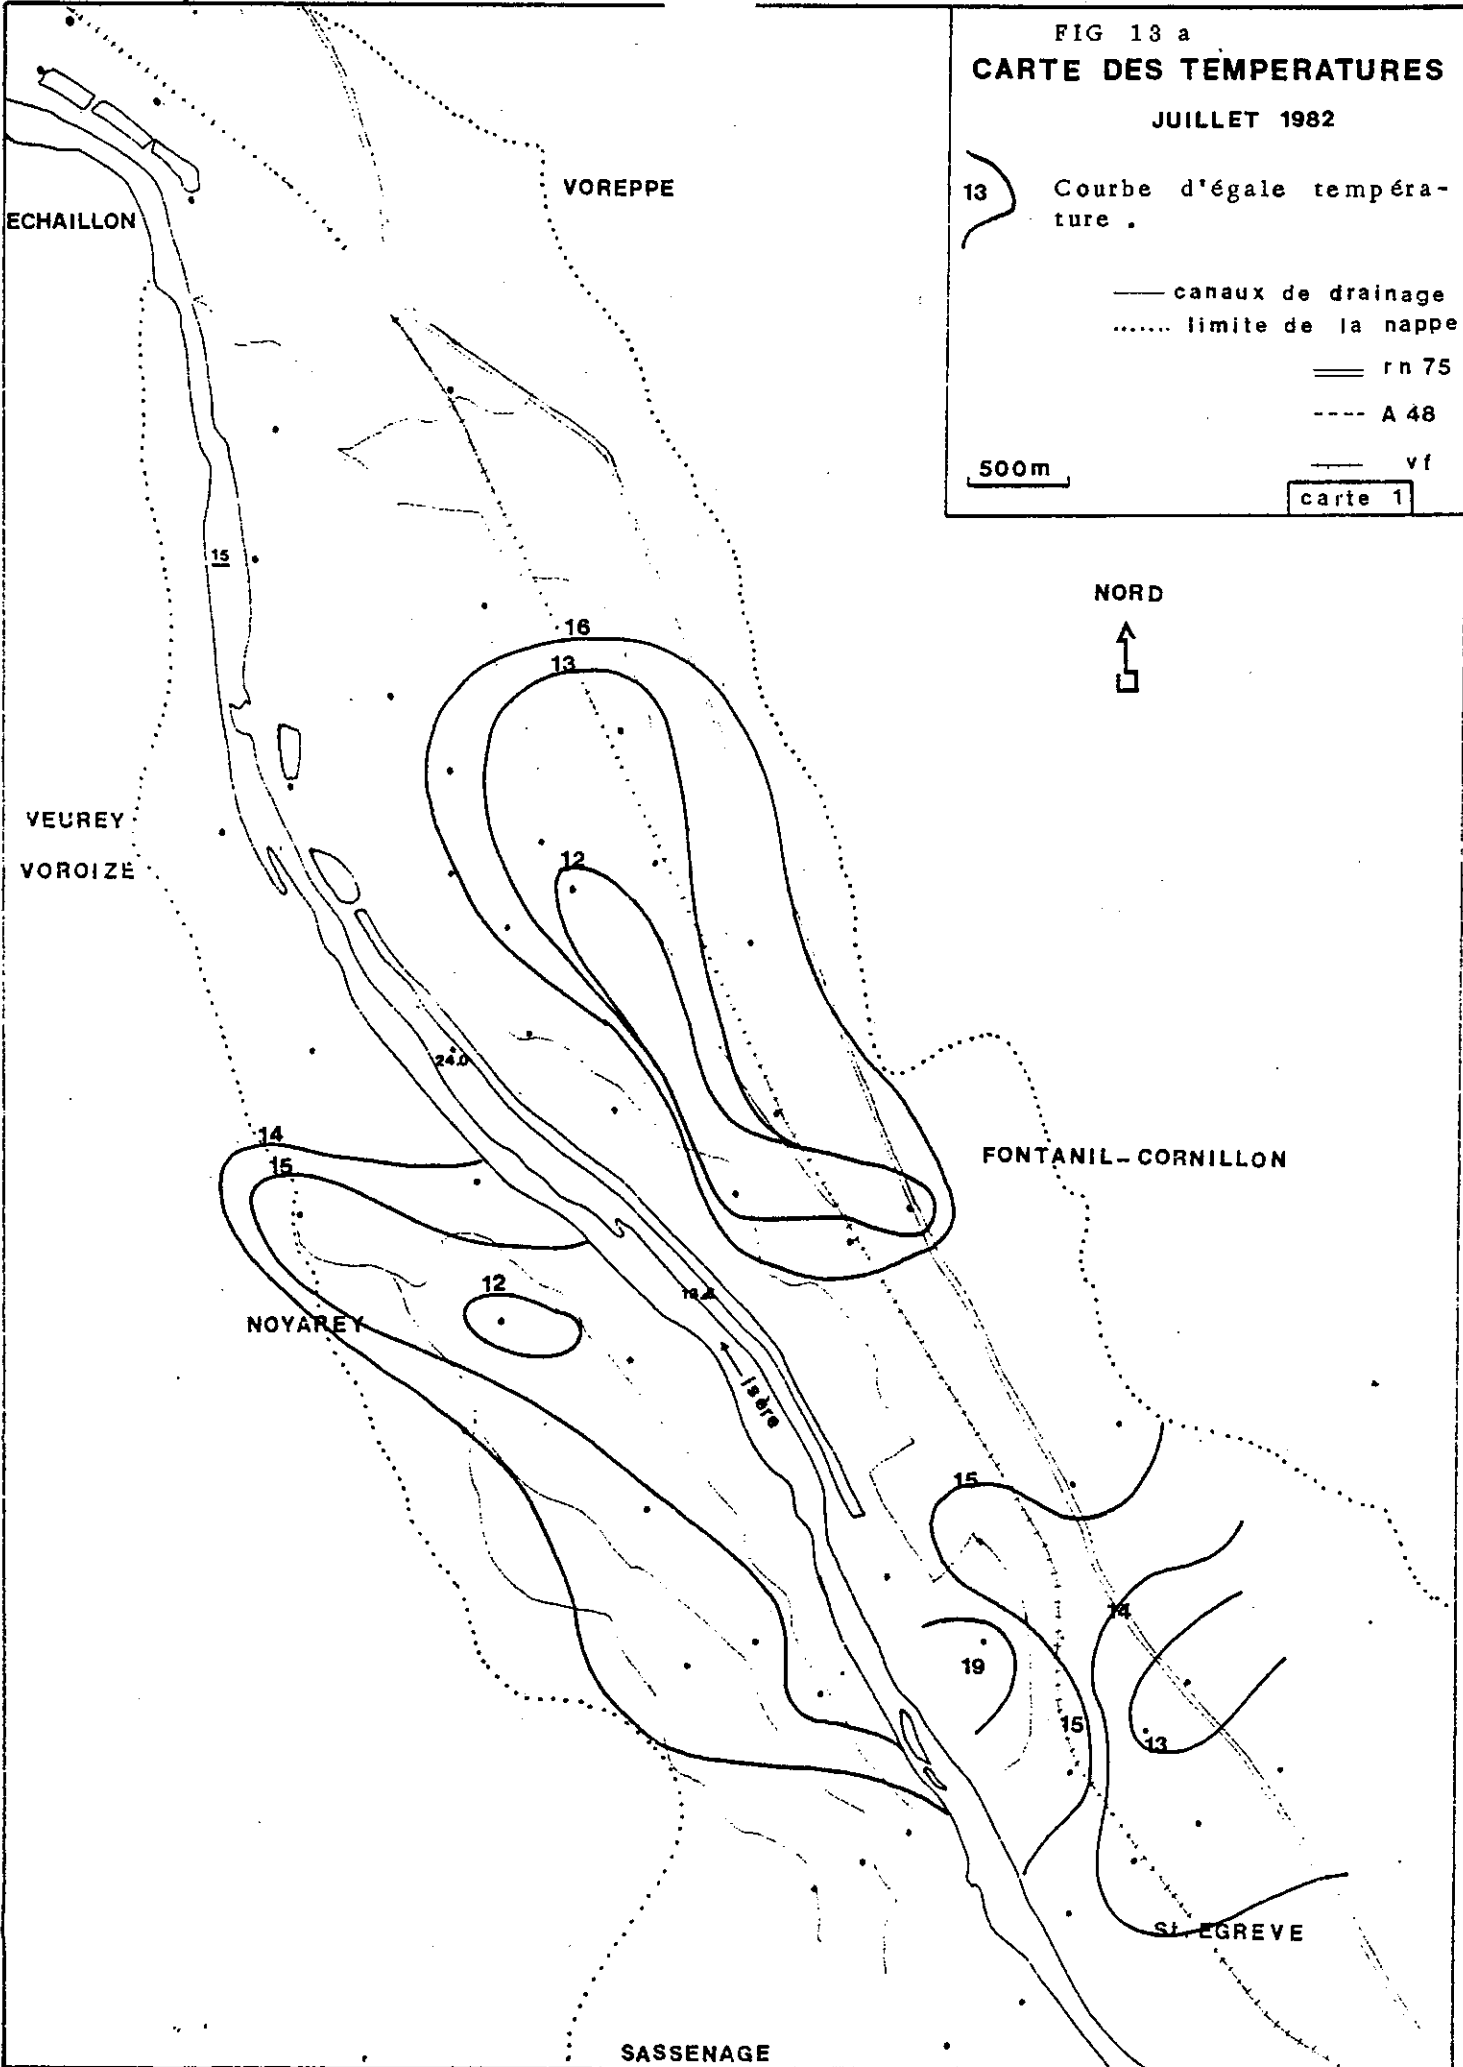 FIG 13 a
CARTE DES TEMPERATURES
JUILLET 1982
13
Courbe d'égale tempéra-
ture .
canaux de drainage
limite de la nappe
rn 75
A 48
vf
500m
carte 1
NORD
VOREPPE
ECHAILLON
15
16
13
12
VEUREY
VOROIZE
24.0
14
15
FONTANIL-CORNILLON
12
NOYAREY
Isère
15
14
19
15
13
St EGREVE
SASSENAGE